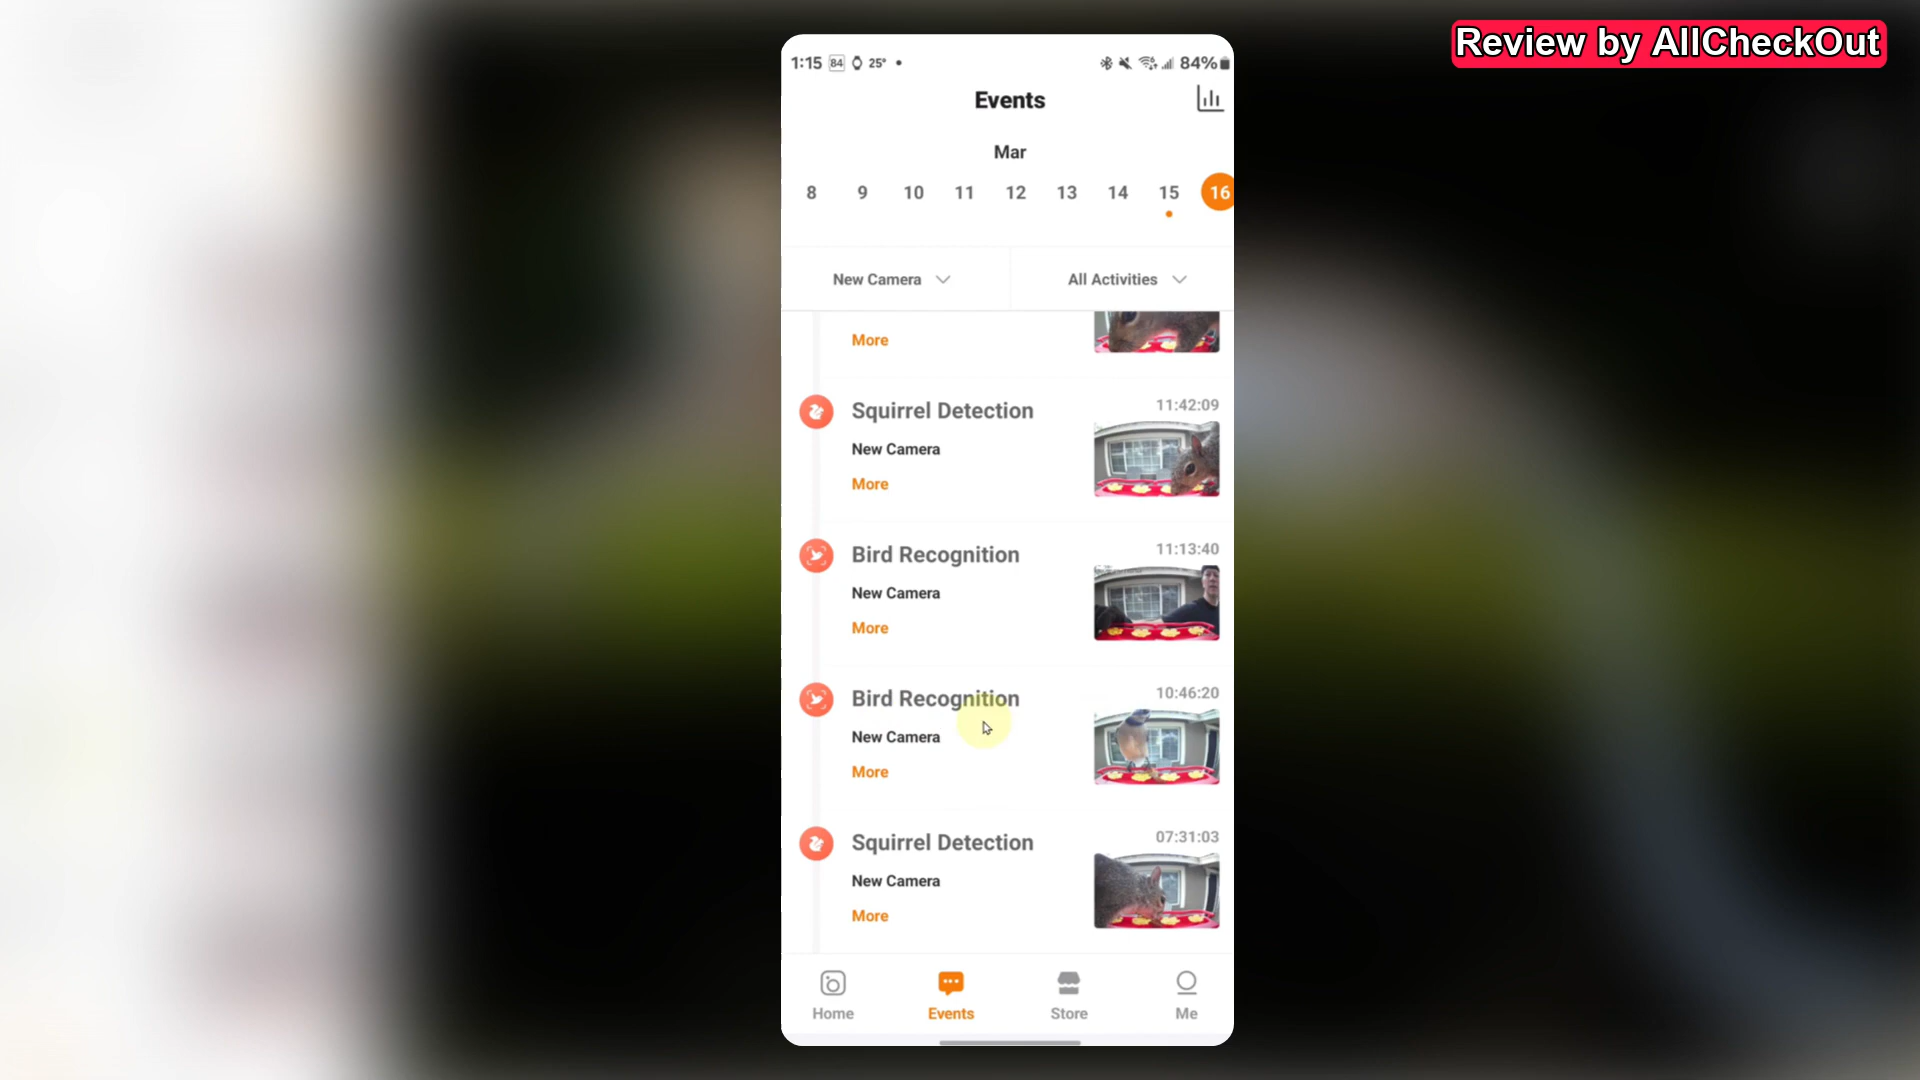 Review by AllCheckOut
1:15 84 25° 84%
Events
Mar
8 9 10 11 12 13 14 15 16
New Camera All Activities
More
Squirrel Detection 11:42:09
New Camera
More
Bird Recognition 11:13:40
New Camera
More
Bird Recognition 10:46:20
New Camera
More
Squirrel Detection 07:31:03
New Camera
More
Home Events Store Me